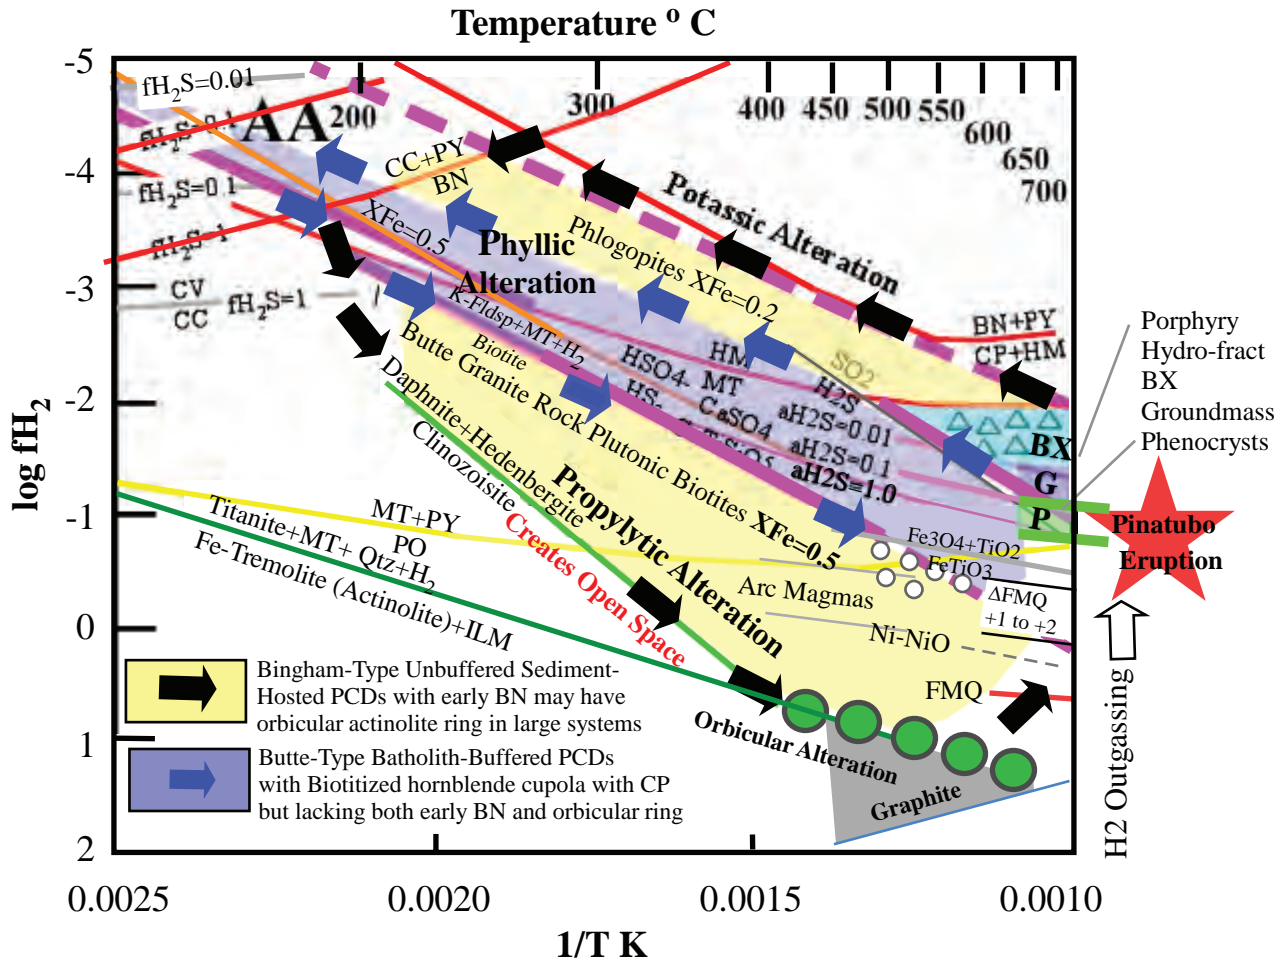 Temperature º C
-5
-4
-3
-2
-1
0
1
2
log fH2
200
300
400
450
500
550
600
650
700
fH2S=0.01
fH2S=0.1
AA
fH2S=0.1
fH2S=1
CV
CC
fH2S=1
CC+PY
BN
XFe=0.5
Phyllic
Alteration
Phlogopites XFe=0.2
Potassic Alteration
BN+PY
CP+HM
SO2
H2S
HM
MT
HSO4-
HS-
CaSO4
aH2S=0.01
aH2S=0.1
aH2S=1.0
K-Fldsp+MT+H2
Biotite
Butte Granite Rock Plutonic Biotites XFe=0.5
Daphnite+Hedenbergite
Clinozoisite
Propylytic Alteration
Creates Open Space
BX
G
P
Porphyry
Hydro-fract
BX
Groundmass
Phenocrysts
Pinatubo
Eruption
H2 Outgassing
Fe3O4+TiO2
FeTiO3
ΔFMQ
+1 to +2
Arc Magmas
Ni-NiO
FMQ
MT+PY
PO
Titanite+MT+ Qtz+H2
Fe-Tremolite (Actinolite)+ILM
Orbicular Alteration
Graphite
Bingham-Type Unbuffered Sediment-
Hosted PCDs with early BN may have
orbicular actinolite ring in large systems
Butte-Type Batholith-Buffered PCDs
with Biotitized hornblende cupola with CP
but lacking both early BN and orbicular ring
0.0025
0.0020
0.0015
0.0010
1/T K